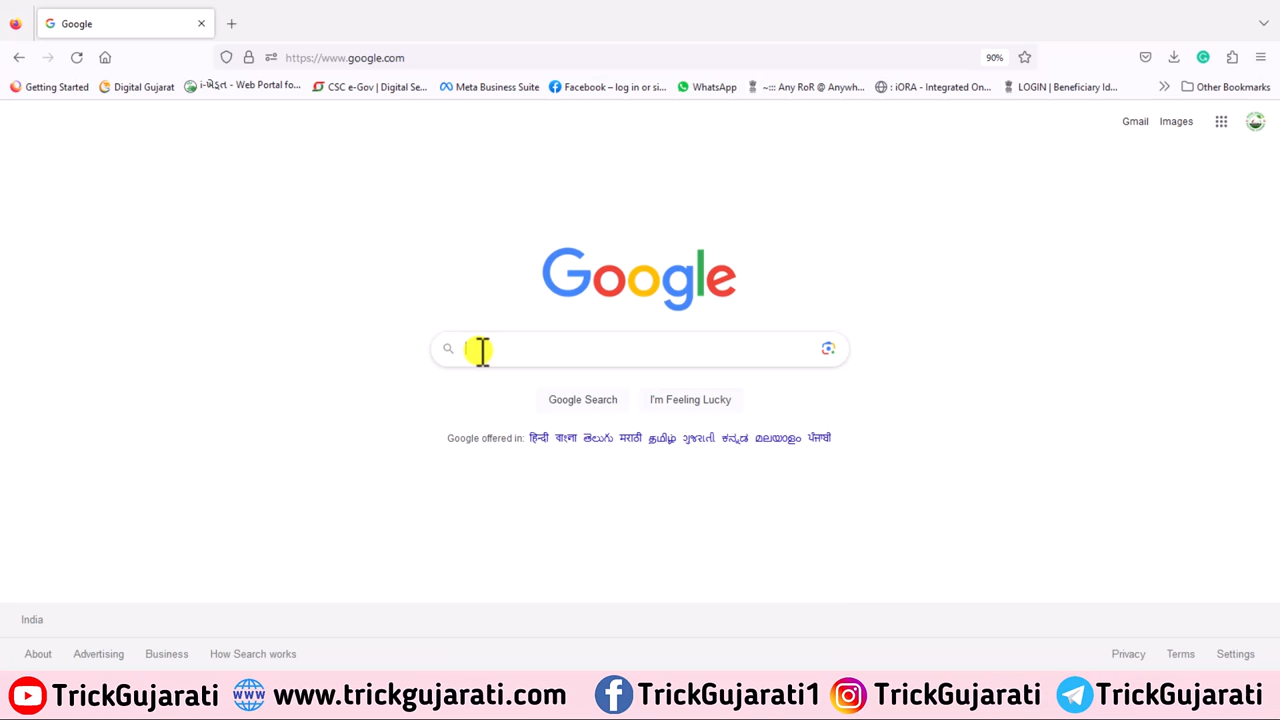 Google
https://www.google.com
90%
Getting Started
Digital Gujarat
i-ખેડૂત - Web Portal fo...
CSC e-Gov | Digital Se...
Meta Business Suite
Facebook – log in or si...
WhatsApp
~::: Any RoR @ Anywh...
: iORA - Integrated On...
LOGIN | Beneficiary Id...
Other Bookmarks
Gmail Images
Google
Google Search
I'm Feeling Lucky
Google offered in: हिन्दी বাংলা తెలుగు मराठी தமிழ் ગુજરાતી ಕನ್ನಡ മലയാളം ਪੰਜਾਬੀ
India
About Advertising Business How Search works
Privacy Terms Settings
TrickGujarati www.trickgujarati.com TrickGujarati1 TrickGujarati TrickGujarati